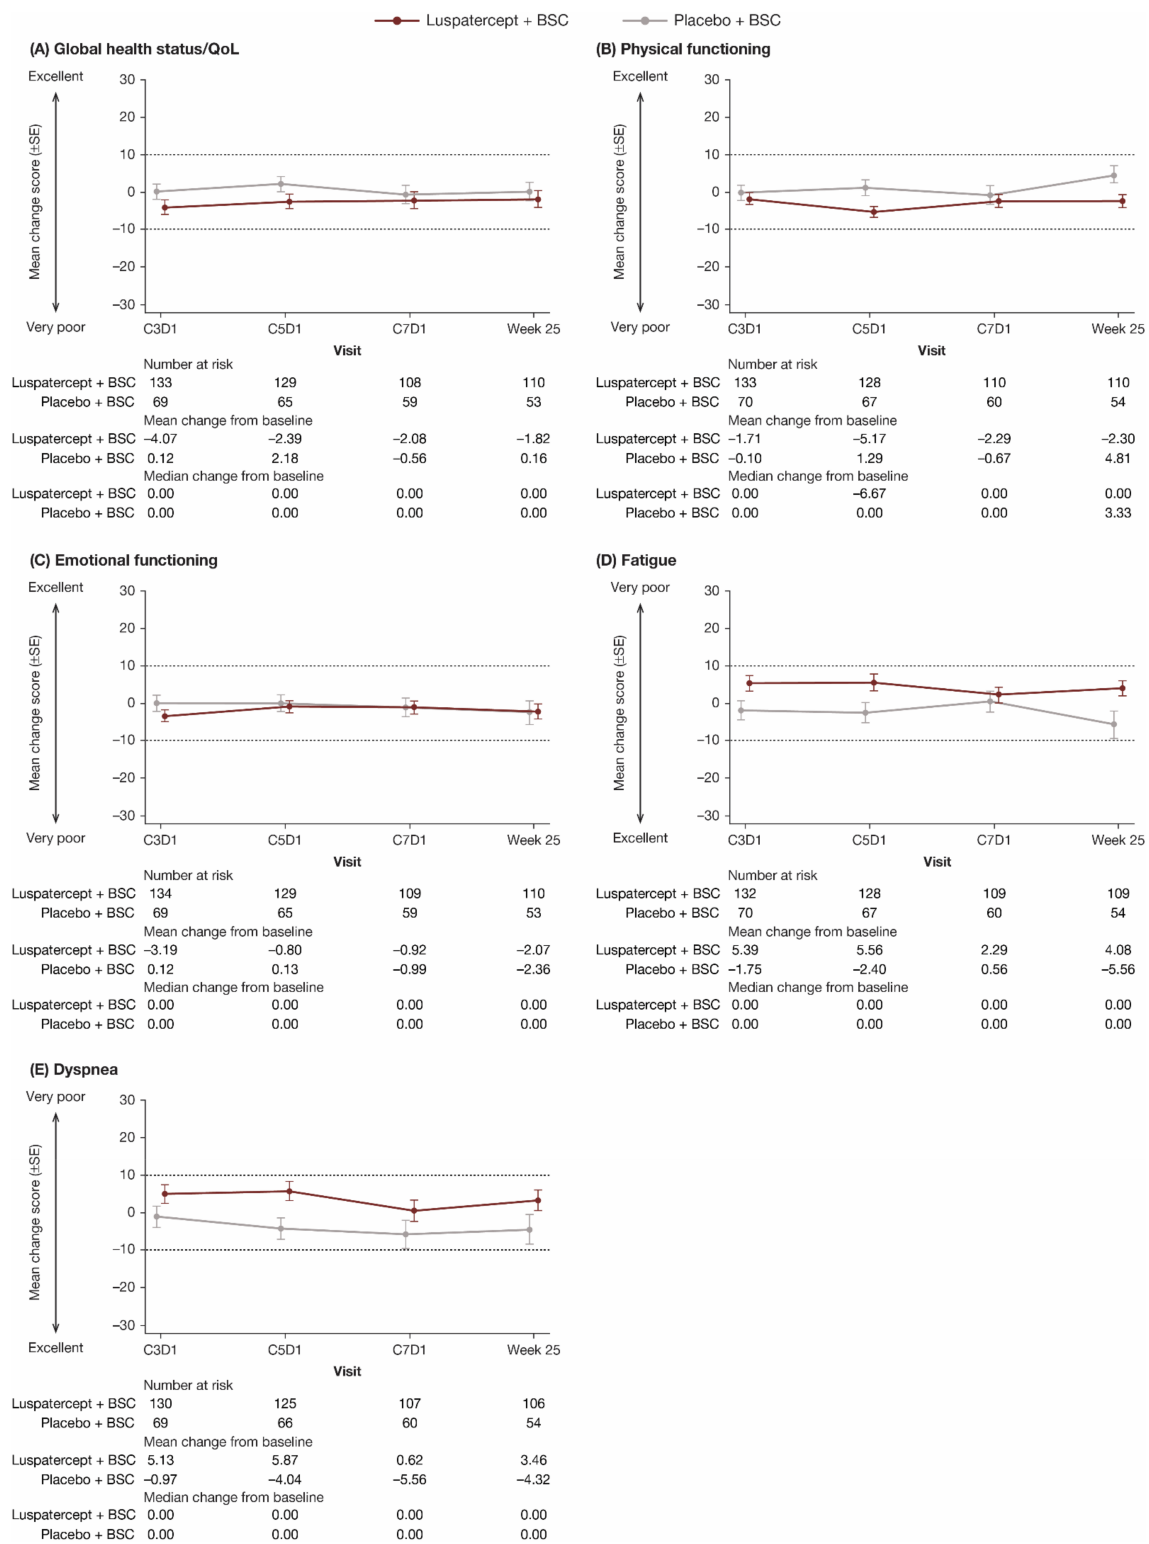 Luspatercept + BSC Placebo + BSC
(A) Global health status/QoL
Excellent
Mean change score (±SE)
Very poor
30
20
10
0
−10
−20
−30
C3D1 C5D1 C7D1 Week 25
Visit
Number at risk
Luspatercept + BSC 133 129 108 110
Placebo + BSC 69 65 59 53
Mean change from baseline
Luspatercept + BSC −4.07 −2.39 −2.08 −1.82
Placebo + BSC 0.12 2.18 −0.56 0.16
Median change from baseline
Luspatercept + BSC 0.00 0.00 0.00 0.00
Placebo + BSC 0.00 0.00 0.00 0.00
(B) Physical functioning
Excellent
Mean change score (±SE)
Very poor
30
20
10
0
−10
−20
−30
C3D1 C5D1 C7D1 Week 25
Visit
Number at risk
Luspatercept + BSC 133 128 110 110
Placebo + BSC 70 67 60 54
Mean change from baseline
Luspatercept + BSC −1.71 −5.17 −2.29 −2.30
Placebo + BSC −0.10 1.29 −0.67 4.81
Median change from baseline
Luspatercept + BSC 0.00 −6.67 0.00 0.00
Placebo + BSC 0.00 0.00 0.00 3.33
(C) Emotional functioning
Excellent
Mean change score (±SE)
Very poor
30
20
10
0
−10
−20
−30
C3D1 C5D1 C7D1 Week 25
Visit
Number at risk
Luspatercept + BSC 134 129 109 110
Placebo + BSC 69 65 59 53
Mean change from baseline
Luspatercept + BSC −3.19 −0.80 −0.92 −2.07
Placebo + BSC 0.12 0.13 −0.99 −2.36
Median change from baseline
Luspatercept + BSC 0.00 0.00 0.00 0.00
Placebo + BSC 0.00 0.00 0.00 0.00
(D) Fatigue
Very poor
Mean change score (±SE)
Excellent
30
20
10
0
−10
−20
−30
C3D1 C5D1 C7D1 Week 25
Visit
Number at risk
Luspatercept + BSC 132 128 109 109
Placebo + BSC 70 67 60 54
Mean change from baseline
Luspatercept + BSC 5.39 5.56 2.29 4.08
Placebo + BSC −1.75 −2.40 0.56 −5.56
Median change from baseline
Luspatercept + BSC 0.00 0.00 0.00 0.00
Placebo + BSC 0.00 0.00 0.00 0.00
(E) Dyspnea
Very poor
Mean change score (±SE)
Excellent
30
20
10
0
−10
−20
−30
C3D1 C5D1 C7D1 Week 25
Visit
Number at risk
Luspatercept + BSC 130 125 107 106
Placebo + BSC 69 66 60 54
Mean change from baseline
Luspatercept + BSC 5.13 5.87 0.62 3.46
Placebo + BSC −0.97 −4.04 −5.56 −4.32
Median change from baseline
Luspatercept + BSC 0.00 0.00 0.00 0.00
Placebo + BSC 0.00 0.00 0.00 0.00